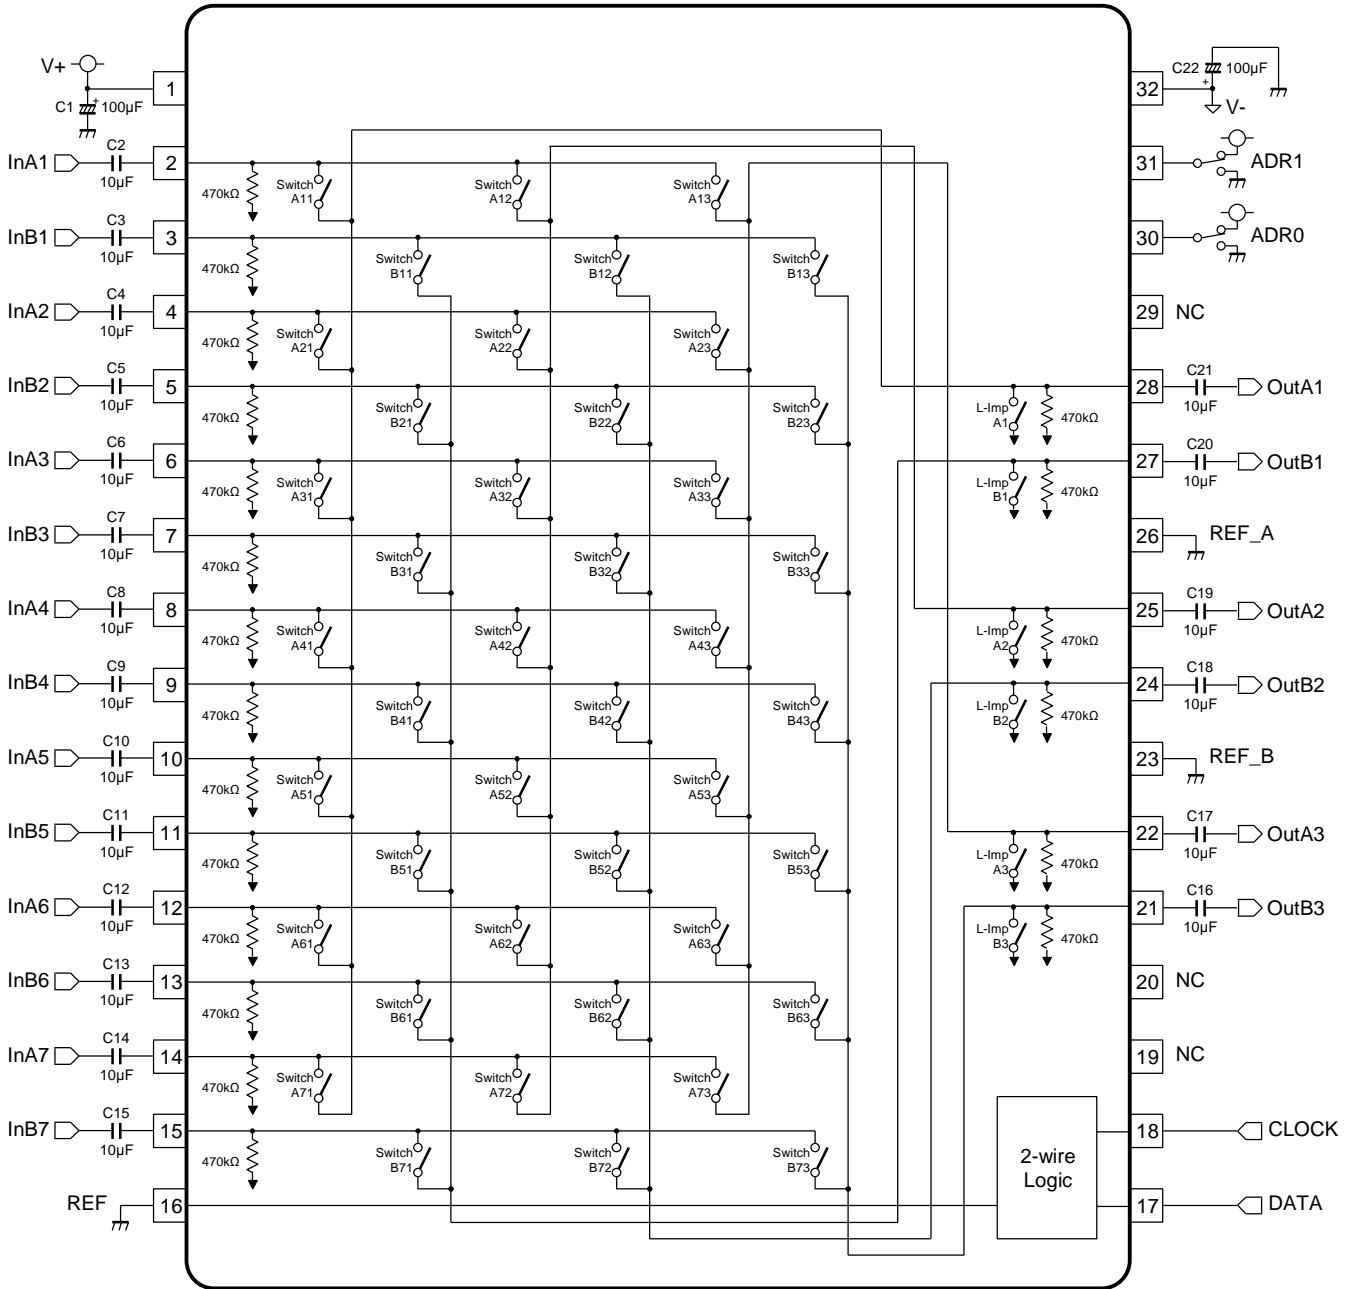 V+
C1
+
100μF
1
InA1
C2
10μF
2
470kΩ
Switch
A11
Switch
A12
Switch
A13
InB1
C3
10μF
3
470kΩ
Switch
B11
Switch
B12
Switch
B13
InA2
C4
10μF
4
470kΩ
Switch
A21
Switch
A22
Switch
A23
InB2
C5
10μF
5
470kΩ
Switch
B21
Switch
B22
Switch
B23
InA3
C6
10μF
6
470kΩ
Switch
A31
Switch
A32
Switch
A33
InB3
C7
10μF
7
470kΩ
Switch
B31
Switch
B32
Switch
B33
InA4
C8
10μF
8
470kΩ
Switch
A41
Switch
A42
Switch
A43
InB4
C9
10μF
9
470kΩ
Switch
B41
Switch
B42
Switch
B43
InA5
C10
10μF
10
470kΩ
Switch
A51
Switch
A52
Switch
A53
InB5
C11
10μF
11
470kΩ
Switch
B51
Switch
B52
Switch
B53
InA6
C12
10μF
12
470kΩ
Switch
A61
Switch
A62
Switch
A63
InB6
C13
10μF
13
470kΩ
Switch
B61
Switch
B62
Switch
B63
InA7
C14
10μF
14
470kΩ
Switch
A71
Switch
A72
Switch
A73
InB7
C15
10μF
15
470kΩ
Switch
B71
Switch
B72
Switch
B73
REF
16
32
C22
100μF
+
V-
31
ADR1
30
ADR0
29
NC
L-Imp
A1
470kΩ
28
C21
10μF
OutA1
L-Imp
B1
470kΩ
27
C20
10μF
OutB1
26
REF_A
L-Imp
A2
470kΩ
25
C19
10μF
OutA2
L-Imp
B2
470kΩ
24
C18
10μF
OutB2
23
REF_B
L-Imp
A3
470kΩ
22
C17
10μF
OutA3
L-Imp
B3
470kΩ
21
C16
10μF
OutB3
20
NC
19
NC
2-wire
Logic
18
CLOCK
17
DATA